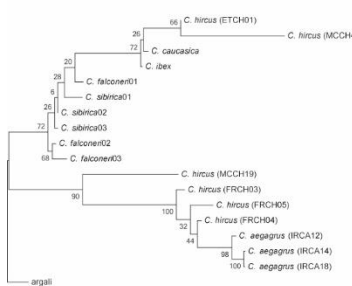 66
C. hircus (ETCH01)
26
C. hircus (MCCH
C. caucasica
72
C. ibex
20
28
C. falconeri01
6
C. sibirica01
26
C. sibirica02
72
C. sibirica03
C. falconeri02
68
C. falconeri03
C. hircus (MCCH19)
90
C. hircus (FRCH03)
100
C. hircus (FRCH05)
32
C. hircus (FRCH04)
44
C. aegagrus (IRCA12)
98
C. aegagrus (IRCA14)
100
C. aegagrus (IRCA18)
argali